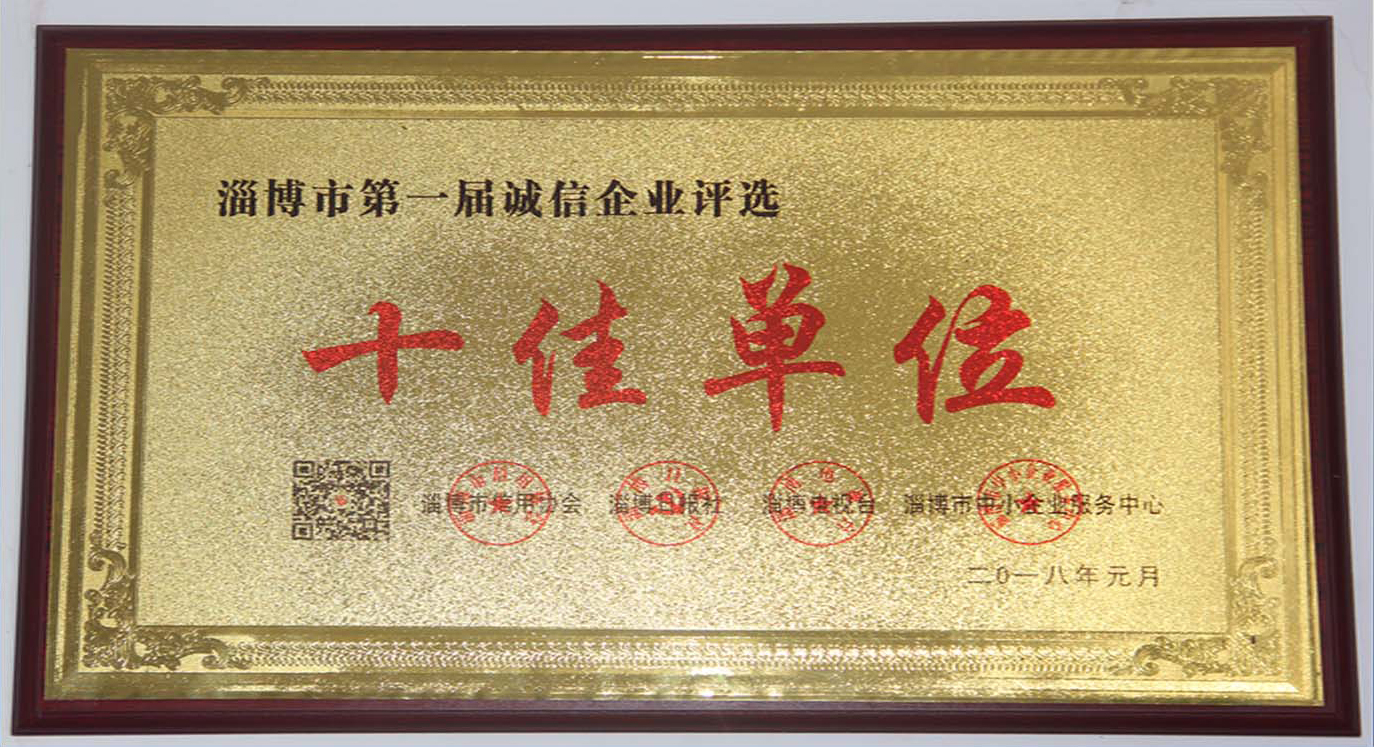 淄博市第一届诚信企业评选
十佳单位
淄博市信用协会 淄博日报社 淄博电视台 淄博市中小企业服务中心
二0一八年元月